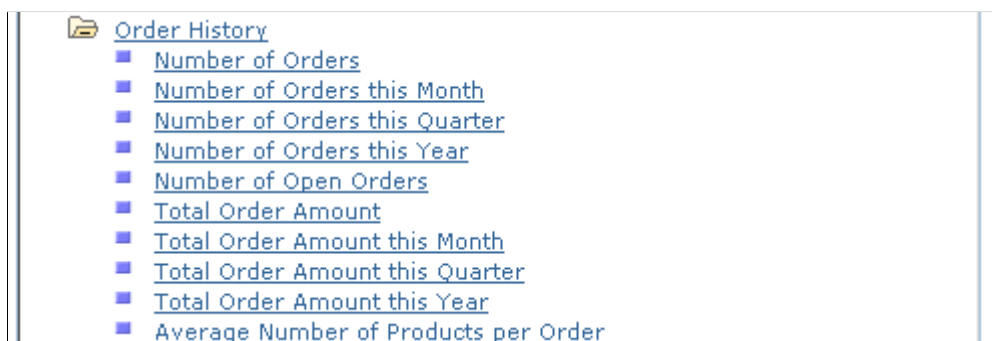 Order History
Number of Orders
Number of Orders this Month
Number of Orders this Quarter
Number of Orders this Year
Number of Open Orders
Total Order Amount
Total Order Amount this Month
Total Order Amount this Quarter
Total Order Amount this Year
Average Number of Products per Order